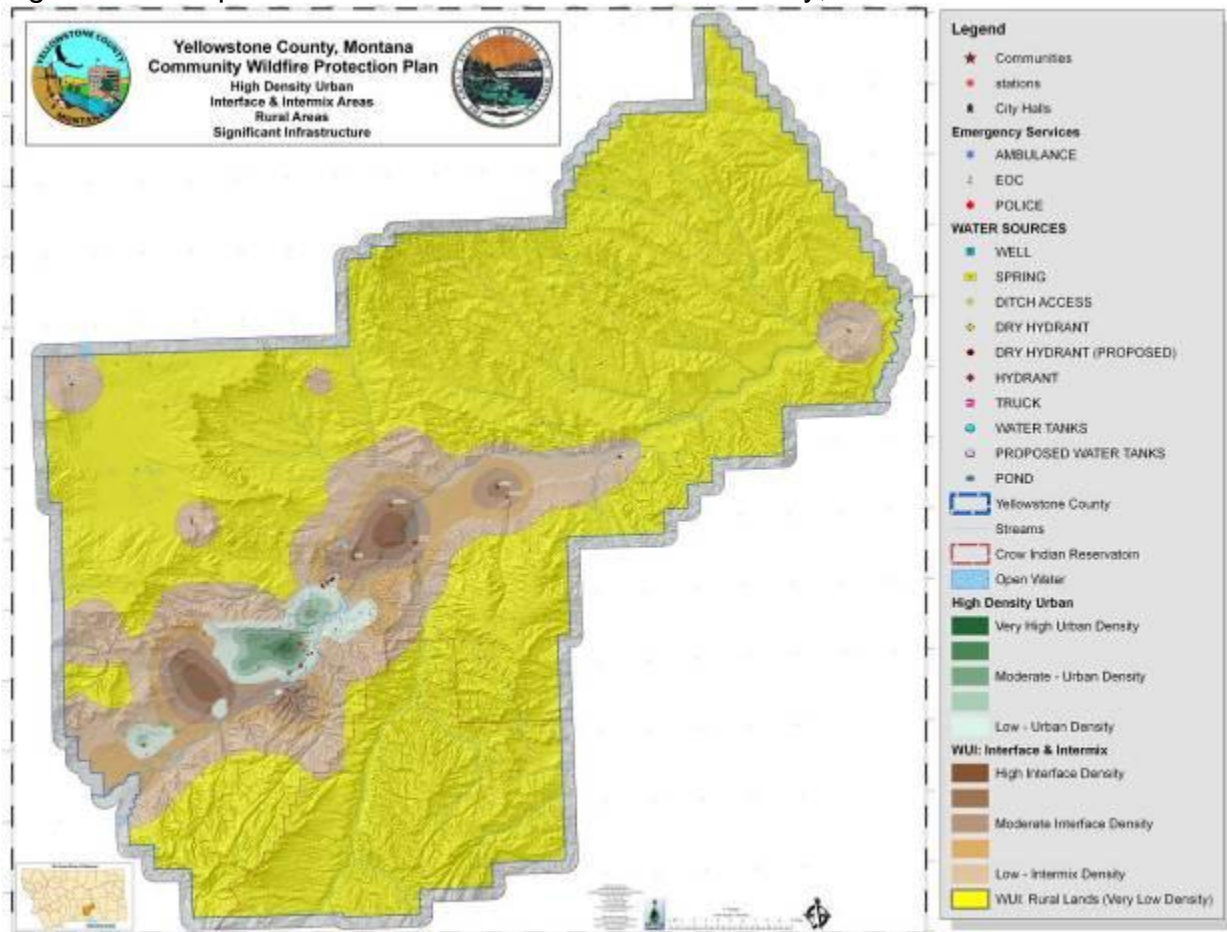 Yellowstone County, Montana
Community Wildfire Protection Plan
High Density Urban
Interface & Intermix Areas
Rural Areas
Significant Infrastructure
YELLOWSTONE COUNTY
MONTANA
Legend
Communities
stations
City Halls
Emergency Services
AMBULANCE
EOC
POLICE
WATER SOURCES
WELL
SPRING
DITCH ACCESS
DRY HYDRANT
DRY HYDRANT (PROPOSED)
HYDRANT
TRUCK
WATER TANKS
PROPOSED WATER TANKS
POND
Yellowstone County
Streams
Crow Indian Reservatoin
Open Water
High Density Urban
Very High Urban Density
Moderate - Urban Density
Low - Urban Density
WUI: Interface & Intermix
High Interface Density
Moderate Interface Density
Low - Intermix Density
WUI: Rural Lands (Very Low Density)